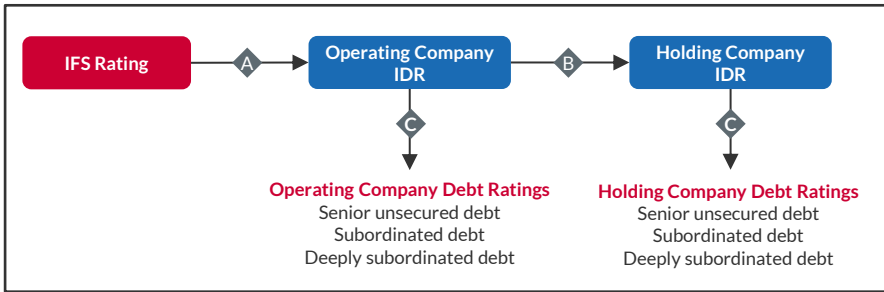 IFS Rating
A
Operating Company
IDR
B
Holding Company
IDR
C
C
Operating Company Debt Ratings
Senior unsecured debt
Subordinated debt
Deeply subordinated debt
Holding Company Debt Ratings
Senior unsecured debt
Subordinated debt
Deeply subordinated debt